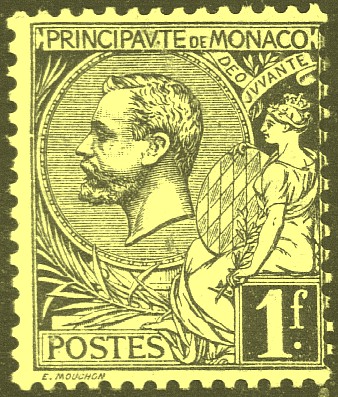 PRINCIPAVTE DE MONACO
DEO JVVANTE
POSTES
1f.
E. MOUCHON